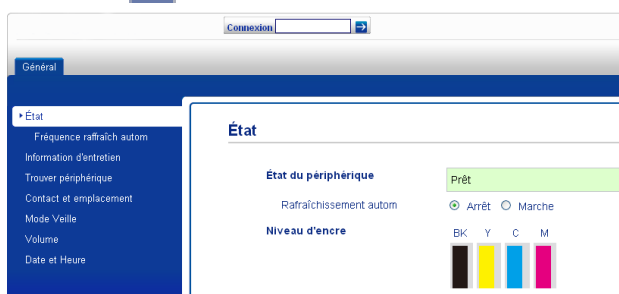 Connexion
Général
État
Fréquence raffraîch autom
Information d'entretien
Trouver périphérique
Contact et emplacement
Mode Veille
Volume
Date et Heure
État
État du périphérique Prêt
Rafraîchissement autom Arrêt Marche
Niveau d'encre BK Y C M